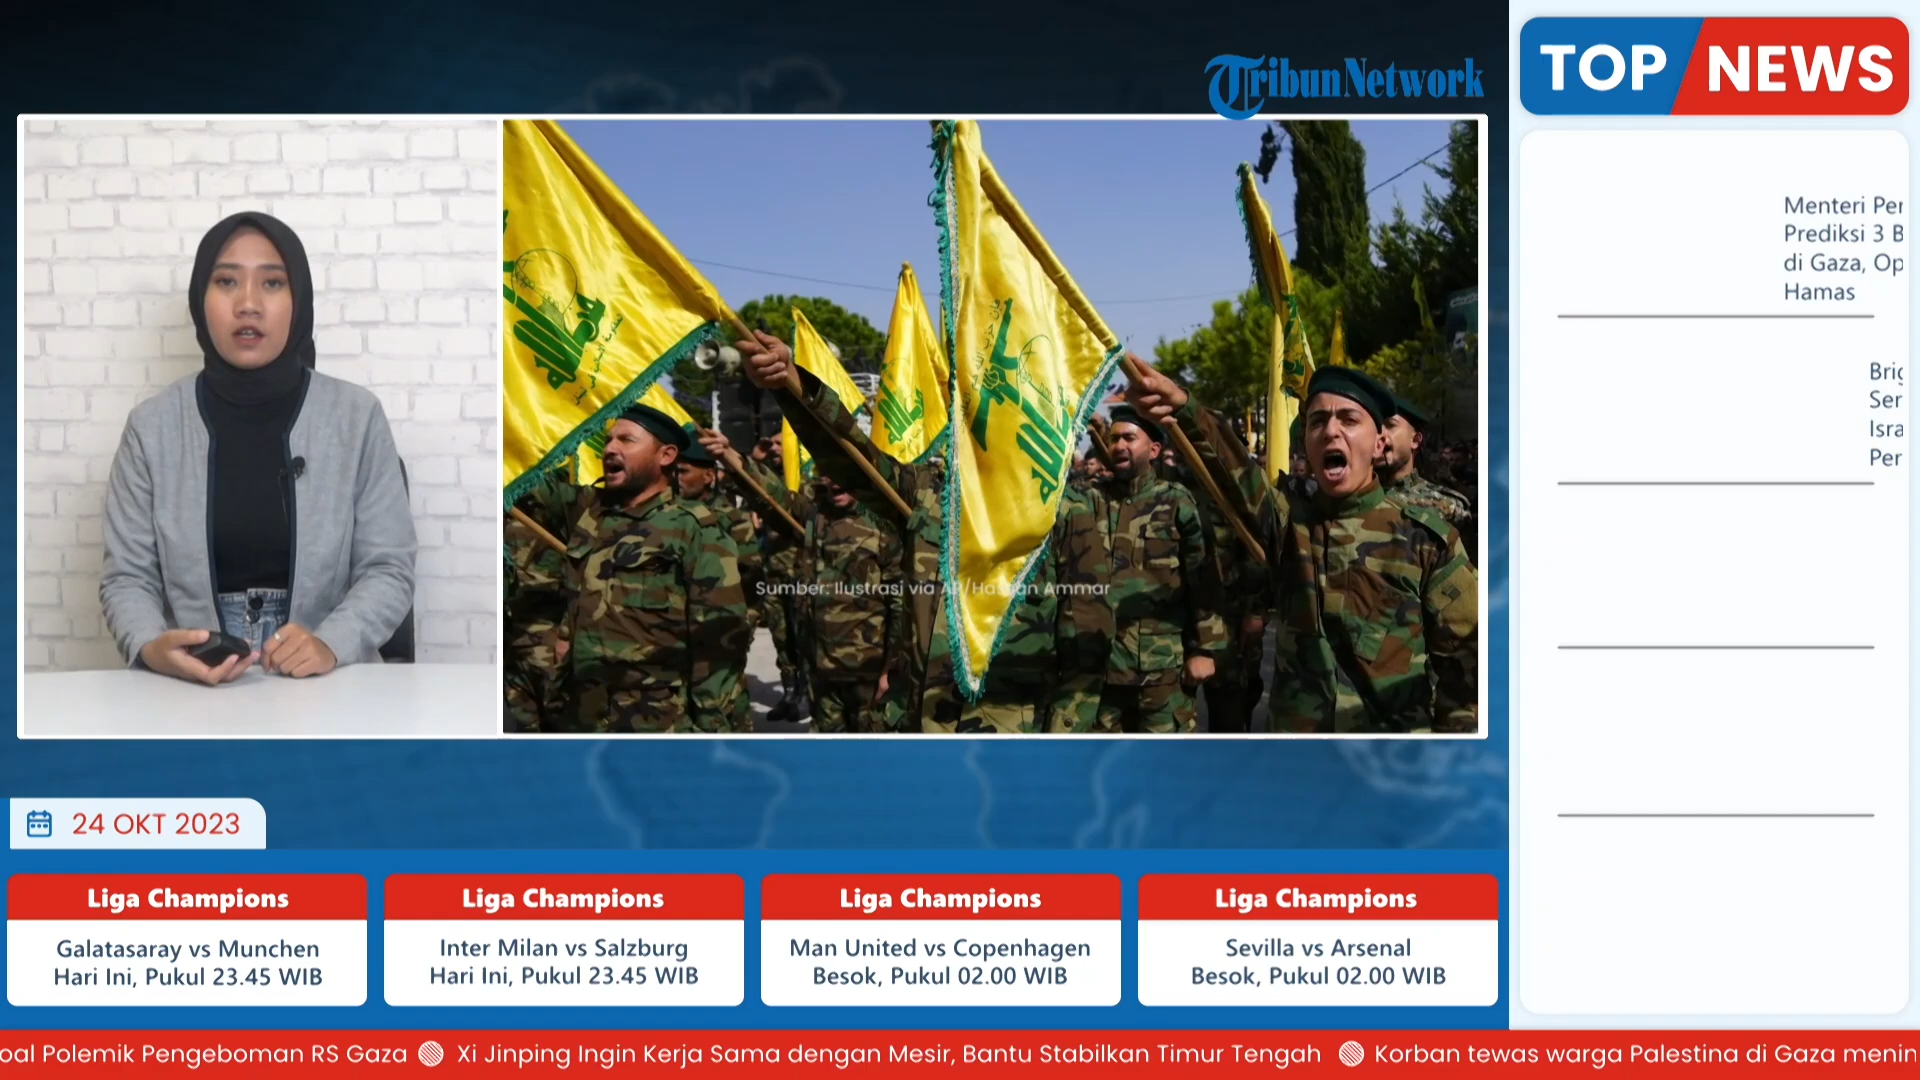 TribunNetwork
TOP NEWS
Sumber: Ilustrasi via AP/Hassan Ammar
Menteri Per
Prediksi 3 B
di Gaza, Op
Hamas
Brig
Ser
Isra
Per
24 OKT 2023
Liga Champions
Galatasaray vs Munchen
Hari Ini, Pukul 23.45 WIB
Liga Champions
Inter Milan vs Salzburg
Hari Ini, Pukul 23.45 WIB
Liga Champions
Man United vs Copenhagen
Besok, Pukul 02.00 WIB
Liga Champions
Sevilla vs Arsenal
Besok, Pukul 02.00 WIB
oal Polemik Pengeboman RS Gaza Xi Jinping Ingin Kerja Sama dengan Mesir, Bantu Stabilkan Timur Tengah Korban tewas warga Palestina di Gaza menin